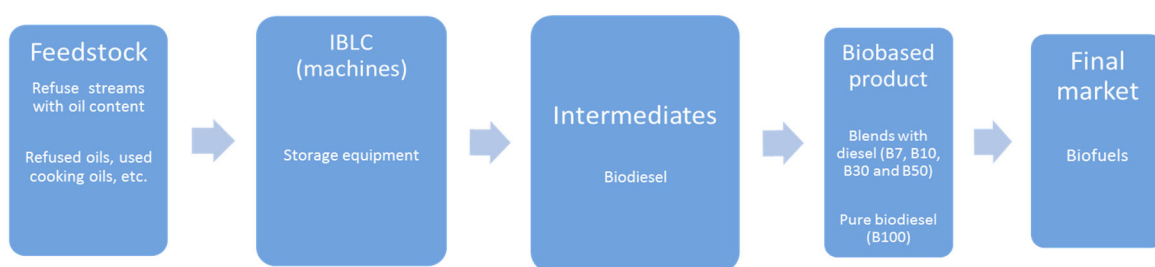 Feedstock
Refuse streams
with oil content
Refused oils, used
cooking oils, etc.
IBLC
(machines)
Storage equipment
Intermediates
Biodiesel
Biobased
product
Blends with
diesel (B7, B10,
B30 and B50)
Pure biodiesel
(B100)
Final
market
Biofuels